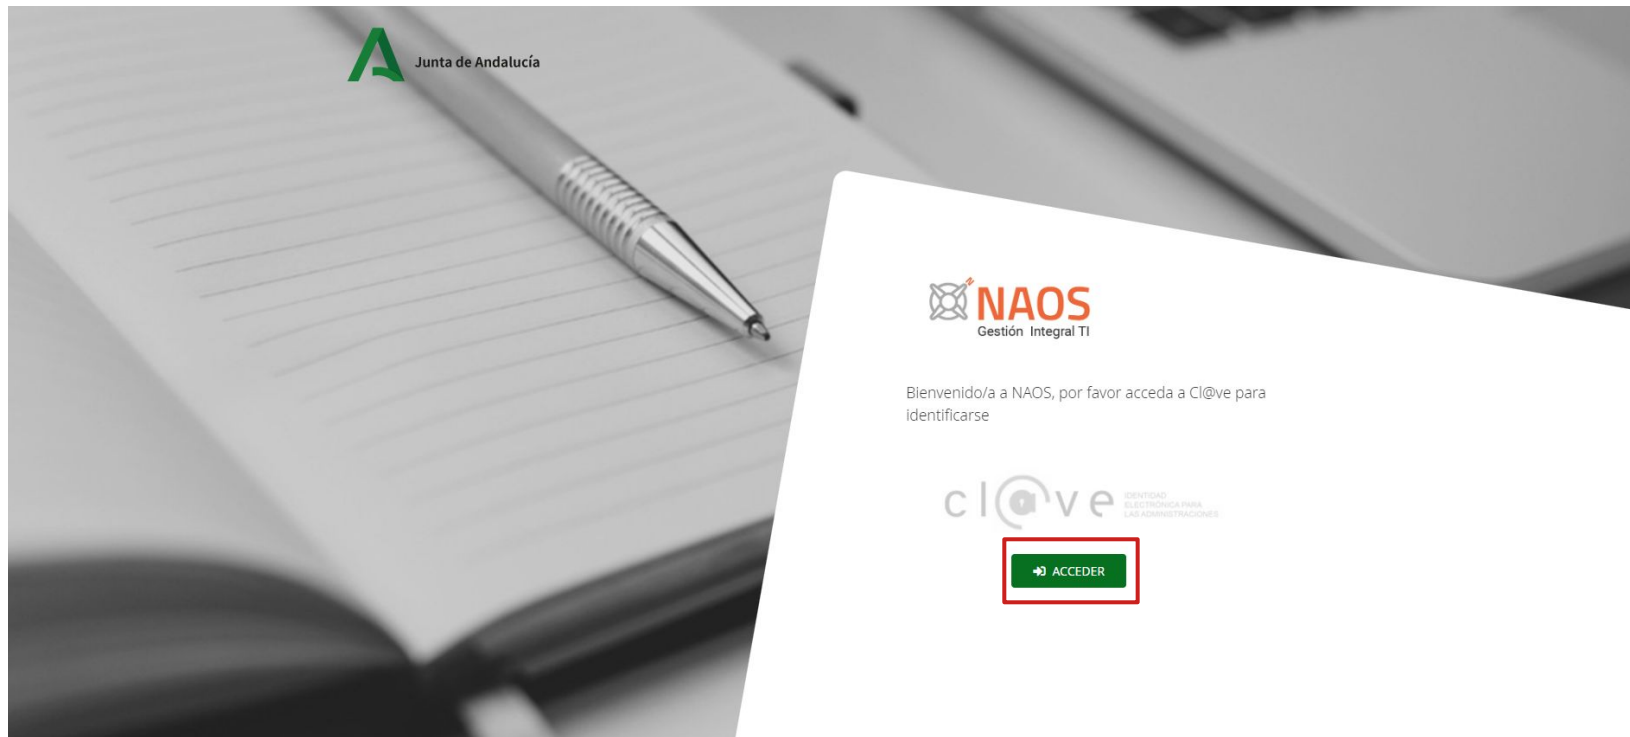 Junta de Andalucía
N
NAOS
Gestión Integral TI
Bienvenido/a a NAOS, por favor acceda a Cl@ve para
identificarse
cl@ve
IDENTIDAD
ELECTRÓNICA PARA
LAS ADMINISTRACIONES
ACCEDER